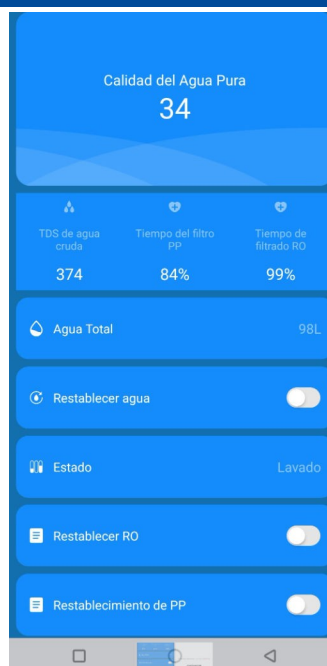 Calidad del Agua Pura
34
TDS de agua
cruda
Tiempo del filtro
PP
Tiempo de
filtrado RO
374
84%
99%
Agua Total
98L
Restablecer agua
Estado
Lavado
Restablecer RO
Restablecimiento de PP